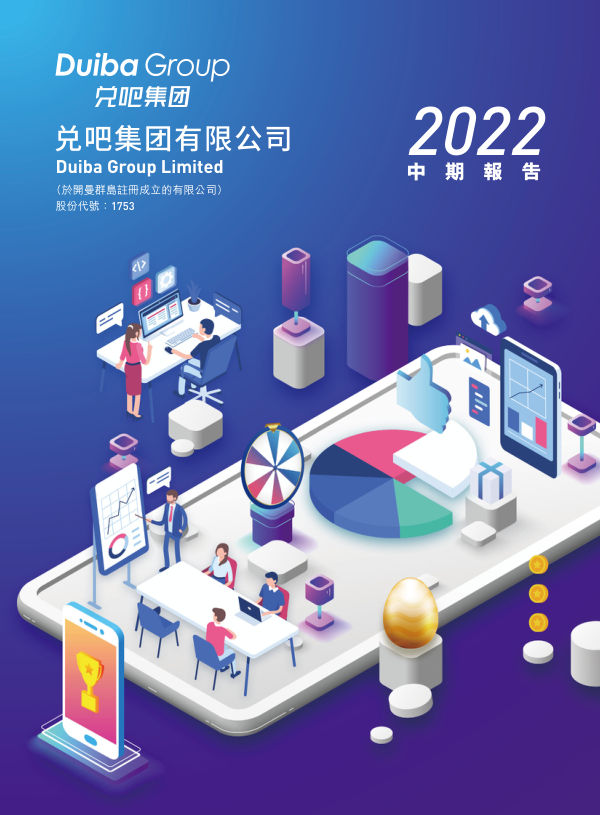 Duiba Group
兑吧集团
兑吧集团有限公司
Duiba Group Limited
（於開曼群島註冊成立的有限公司）
股份代號：1753
2022
中期報告
</>
{}